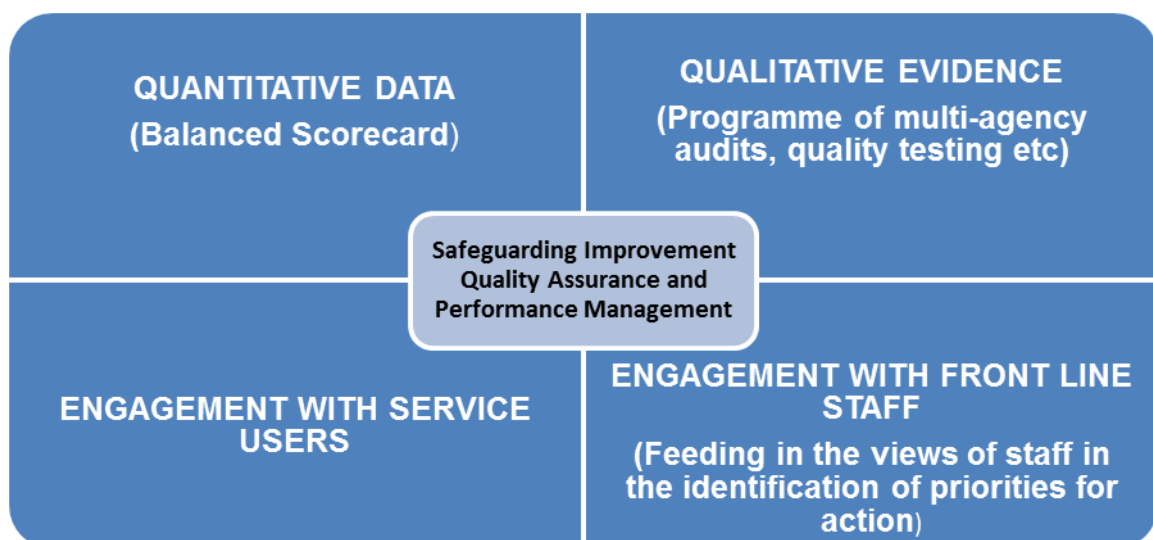 QUANTITATIVE DATA
(Balanced Scorecard)
QUALITATIVE EVIDENCE
(Programme of multi-agency
audits, quality testing etc)
Safeguarding Improvement
Quality Assurance and
Performance Management
ENGAGEMENT WITH SERVICE
USERS
ENGAGEMENT WITH FRONT LINE
STAFF
(Feeding in the views of staff in
the identification of priorities for
action)